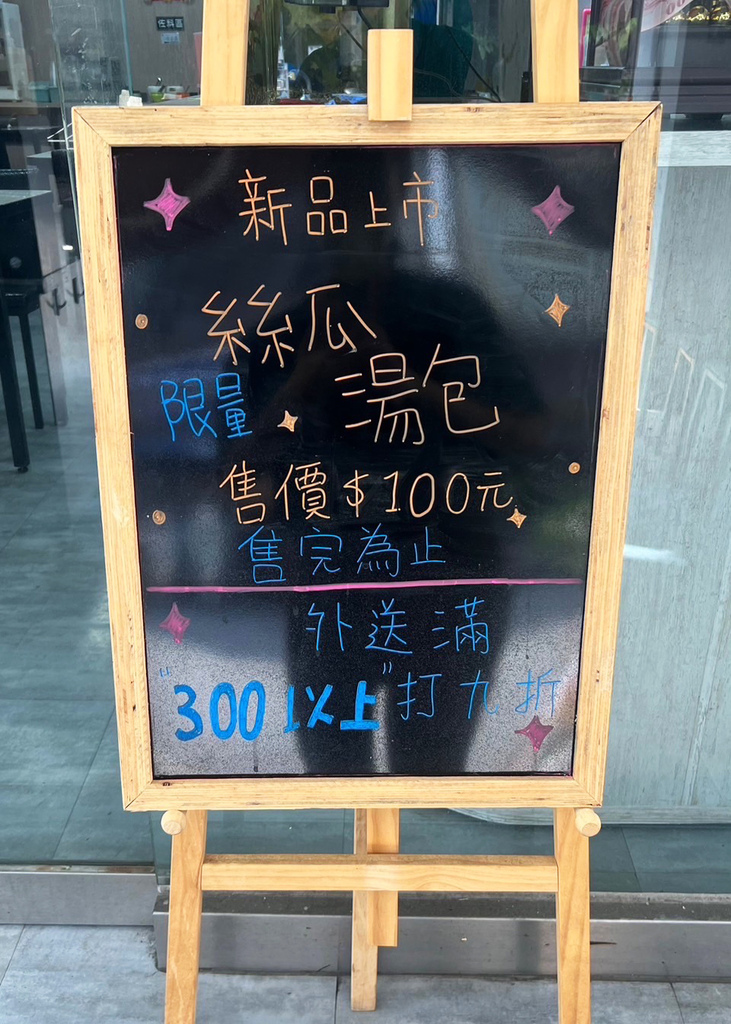 新品上市
絲瓜
限量 湯包
售價$100元
售完為止
外送滿
"300以上"打九折